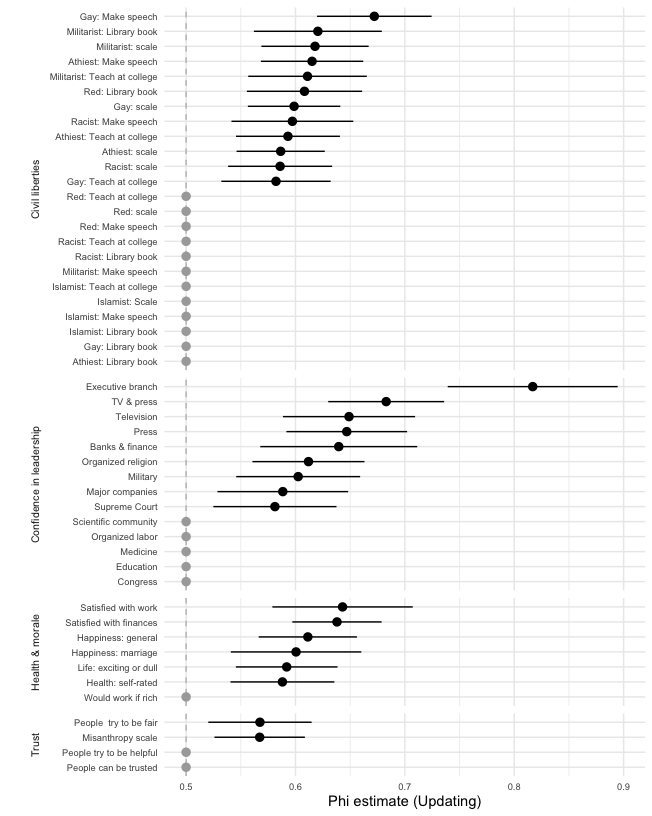 Civil liberties
Gay: Make speech
Militarist: Library book
Militarist: scale
Athiest: Make speech
Militarist: Teach at college
Red: Library book
Gay: scale
Racist: Make speech
Athiest: Teach at college
Athiest: scale
Racist: scale
Gay: Teach at college
Red: Teach at college
Red: scale
Red: Make speech
Racist: Teach at college
Racist: Library book
Militarist: Make speech
Islamist: Teach at college
Islamist: Scale
Islamist: Make speech
Islamist: Library book
Gay: Library book
Athiest: Library book
Confidence in leadership
Executive branch
TV & press
Television
Press
Banks & finance
Organized religion
Military
Major companies
Supreme Court
Scientific community
Organized labor
Medicine
Education
Congress
Health & morale
Satisfied with work
Satisfied with finances
Happiness: general
Happiness: marriage
Life: exciting or dull
Health: self-rated
Would work if rich
Trust
People try to be fair
Misanthropy scale
People try to be helpful
People can be trusted
0.5 0.6 0.7 0.8 0.9
Phi estimate (Updating)